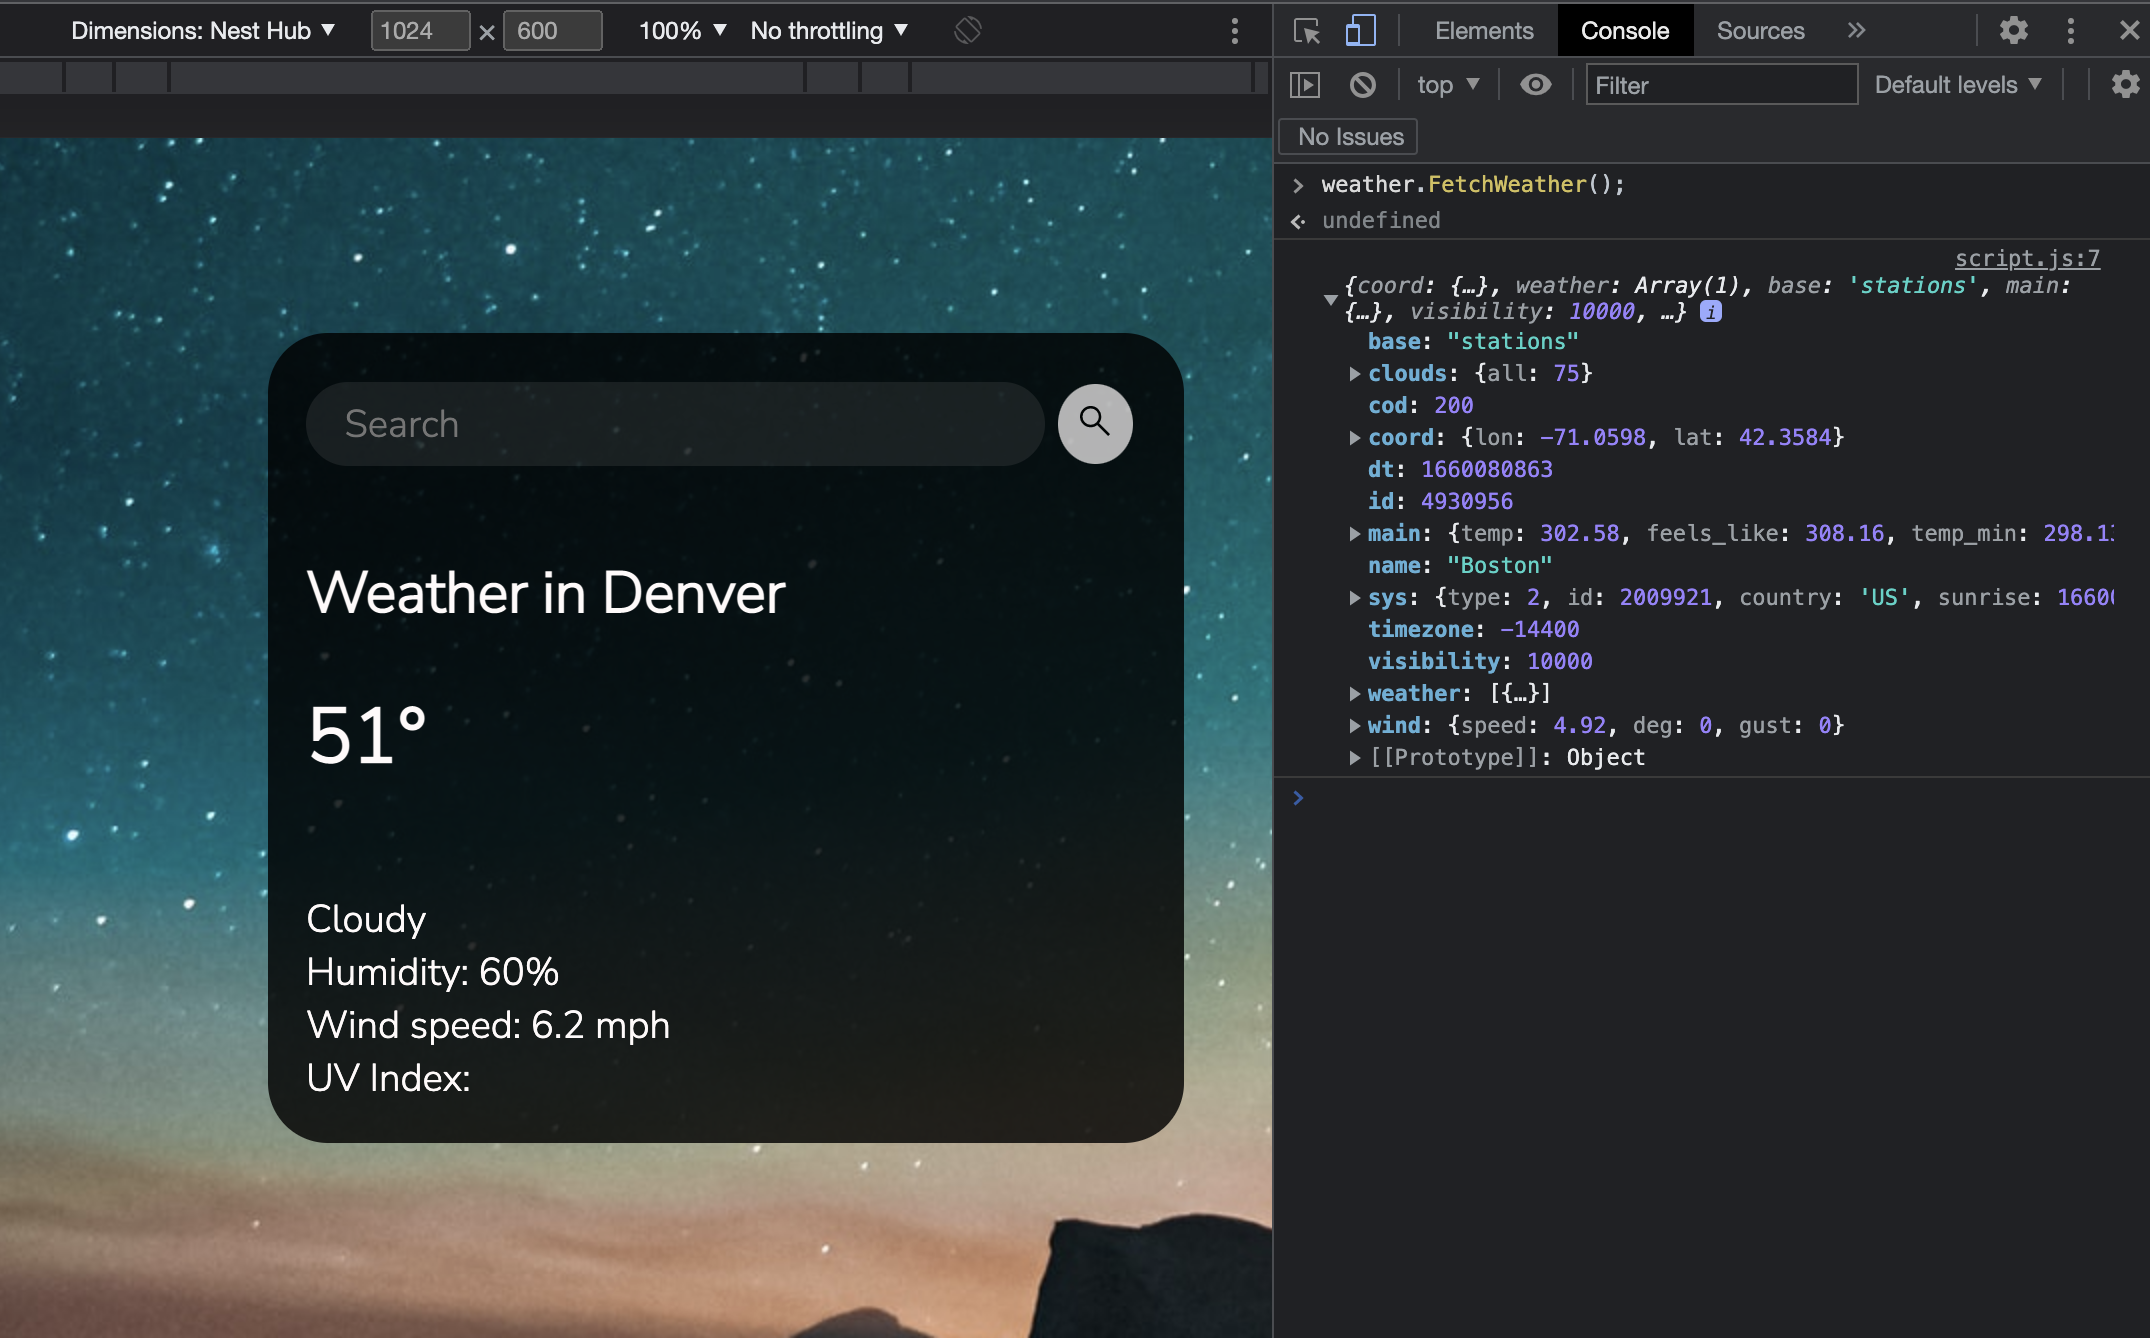 Dimensions: Nest Hub ▼ 1024 × 600 100% ▼ No throttling ▼
Elements Console Sources »
top ▼ Filter Default levels ▼
No Issues
Search
Weather in Denver
51°
Cloudy
Humidity: 60%
Wind speed: 6.2 mph
UV Index:
> weather.FetchWeather();
undefined
script.js:7
▼ {coord: {…}, weather: Array(1), base: 'stations', main:
{…}, visibility: 10000, …} i
base: "stations"
▶ clouds: {all: 75}
cod: 200
▶ coord: {lon: -71.0598, lat: 42.3584}
dt: 1660080863
id: 4930956
▶ main: {temp: 302.58, feels_like: 308.16, temp_min: 298.1
name: "Boston"
▶ sys: {type: 2, id: 2009921, country: 'US', sunrise: 1660
timezone: -14400
visibility: 10000
▶ weather: [{…}]
▶ wind: {speed: 4.92, deg: 0, gust: 0}
▶ [[Prototype]]: Object
>